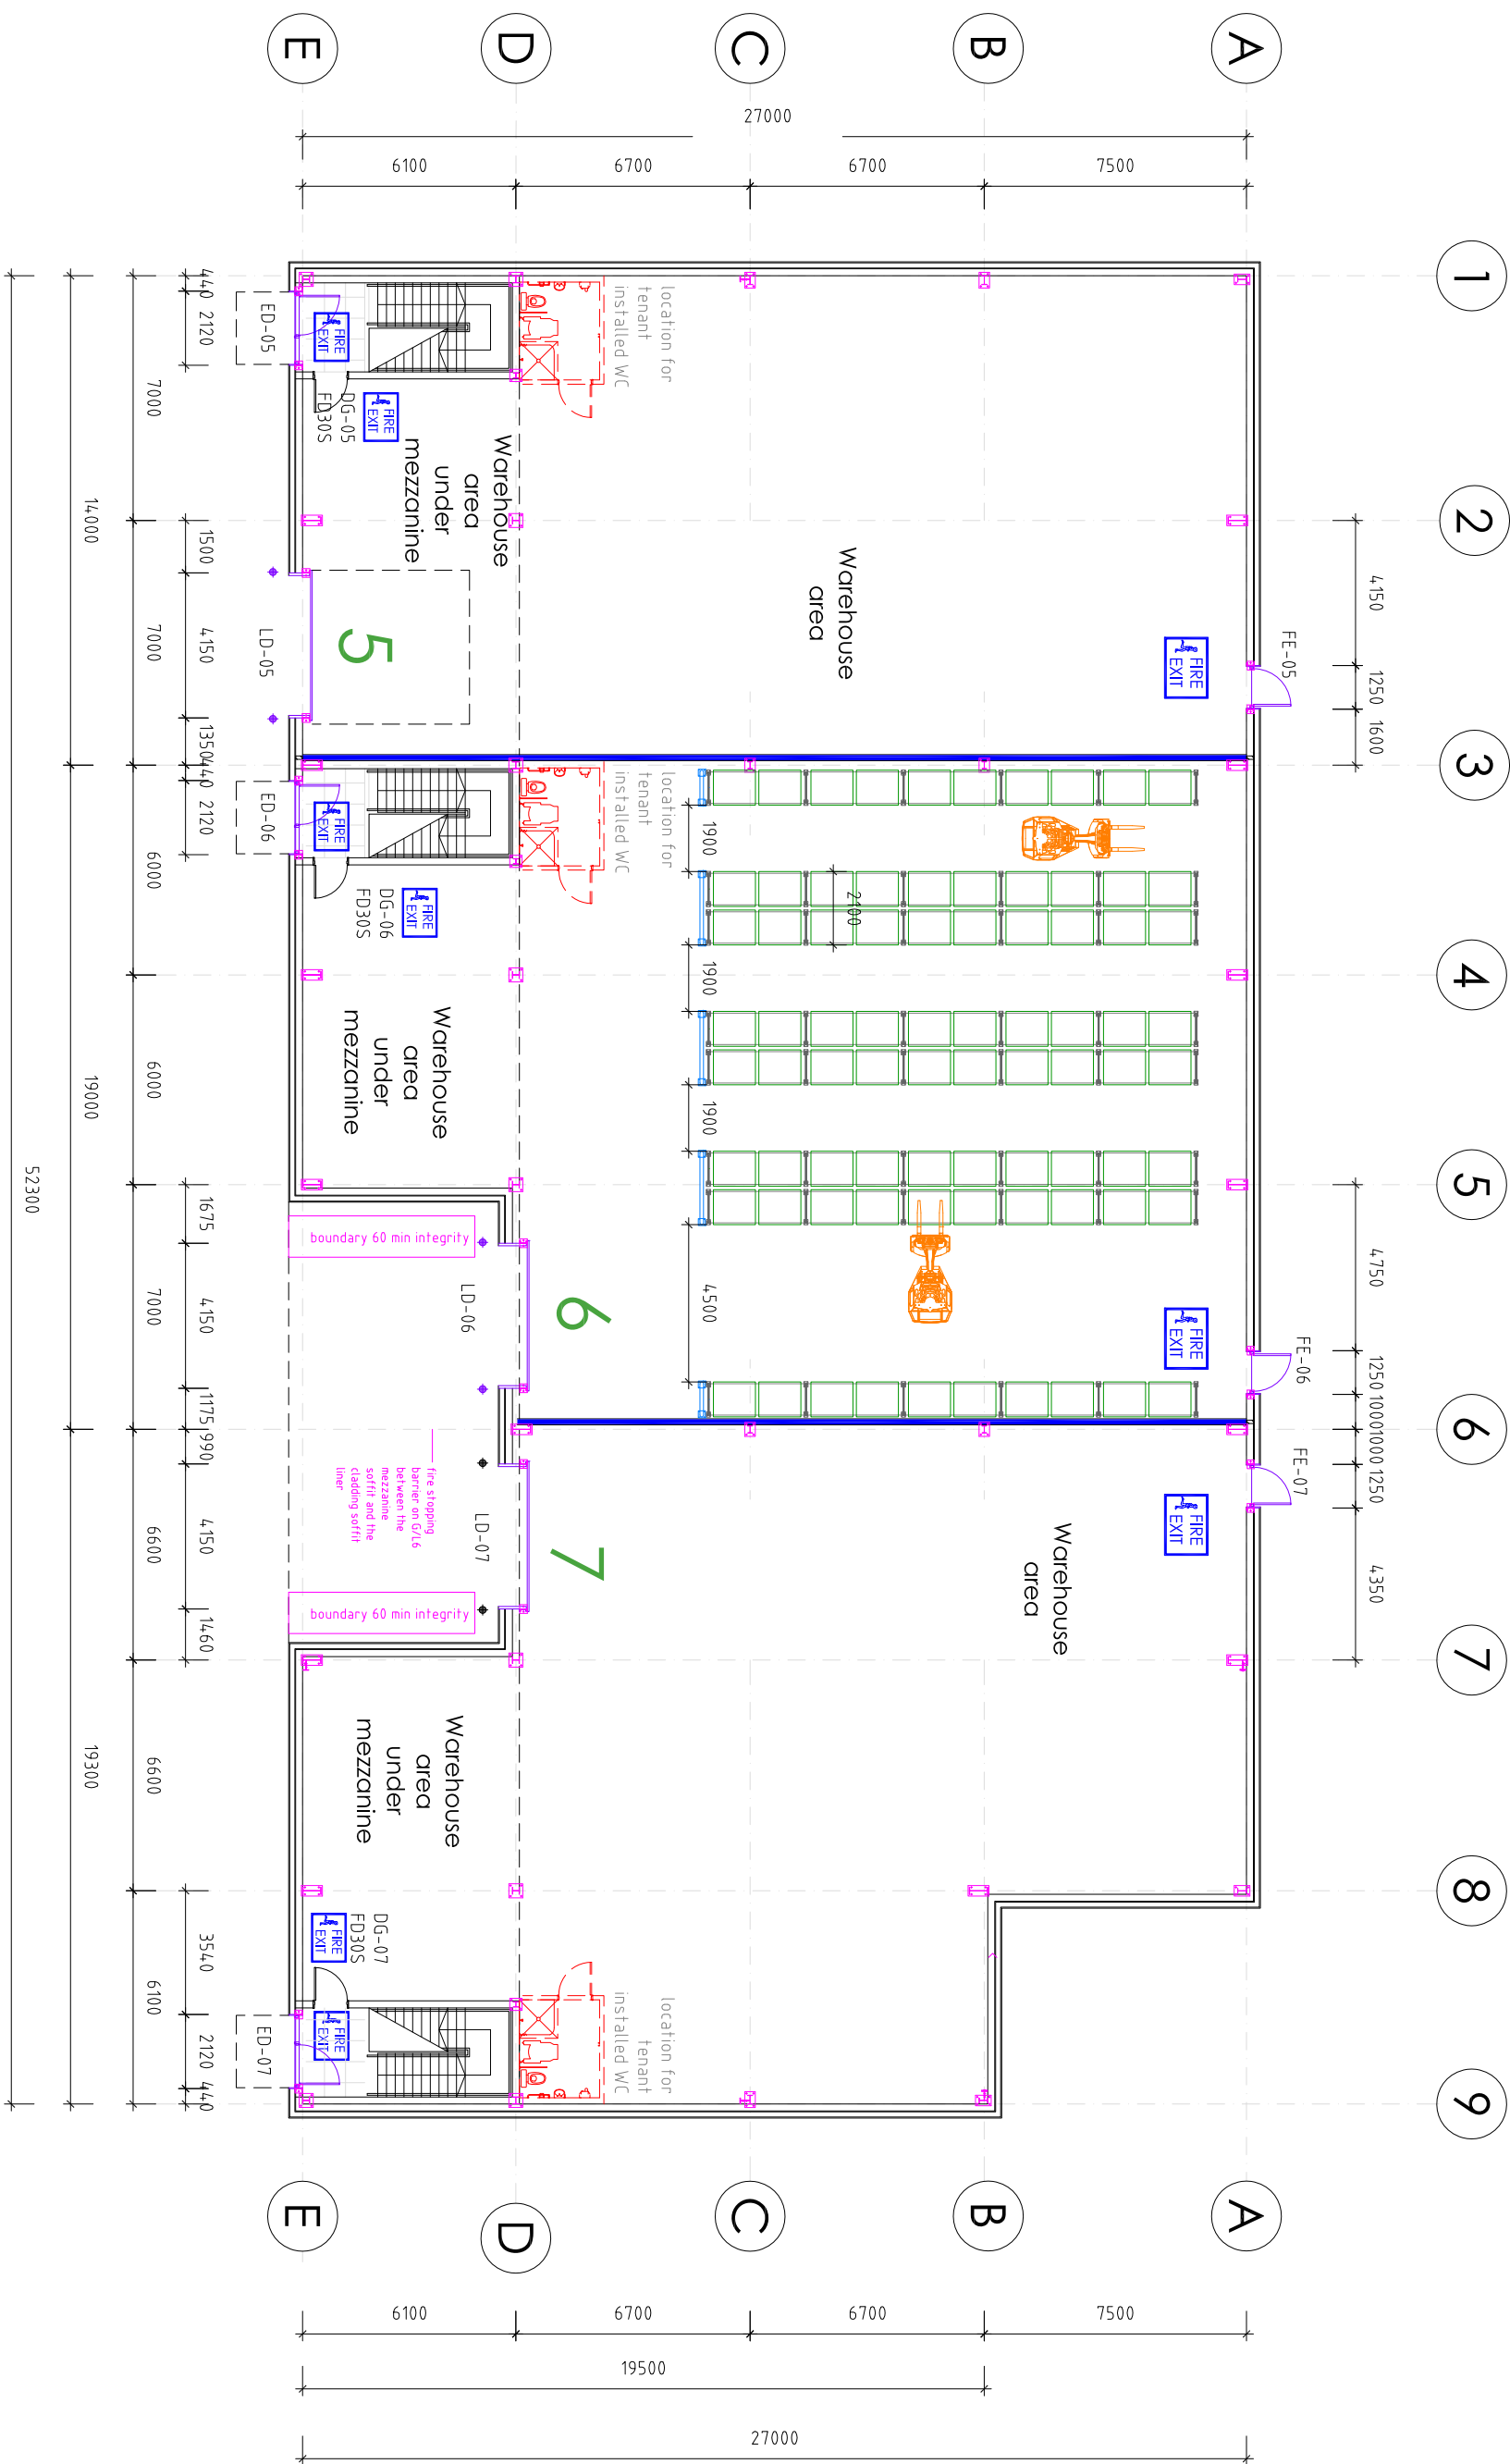 E
D
C
B
A
27000
6100
6700
6700
7500
1
2
3
4
5
6
7
8
9
440
2120
7000
14000
1500
4150
7000
1350
440
2120
6000
19000
6000
52300
1675
4150
7000
1175
990
4150
6600
1460
6600
19300
3540
6100
2120
440
ED-05
FIRE
EXIT
DG-05
FD30S
FIRE
EXIT
location for
tenant
installed WC
Warehouse
area
under
mezzanine
Warehouse
area
LD-05
5
FIRE
EXIT
FE-05
4150
1250
1600
ED-06
FIRE
EXIT
DG-06
FD30S
FIRE
EXIT
location for
tenant
installed WC
1900
2100
1900
1900
4500
Warehouse
area
under
mezzanine
boundary 60 min integrity
LD-06
6
FIRE
EXIT
FE-06
4750
1250
1000
1000
1250
4350
FE-07
FIRE
EXIT
fire stopping
barrier on G/L6
between the
mezzanine
soffit and the
cladding soffit
liner
LD-07
7
boundary 60 min integrity
Warehouse
area
Warehouse
area
under
mezzanine
DG-07
FD30S
FIRE
EXIT
FIRE
EXIT
ED-07
location for
tenant
installed WC
E
D
C
B
A
6100
6700
6700
7500
19500
27000